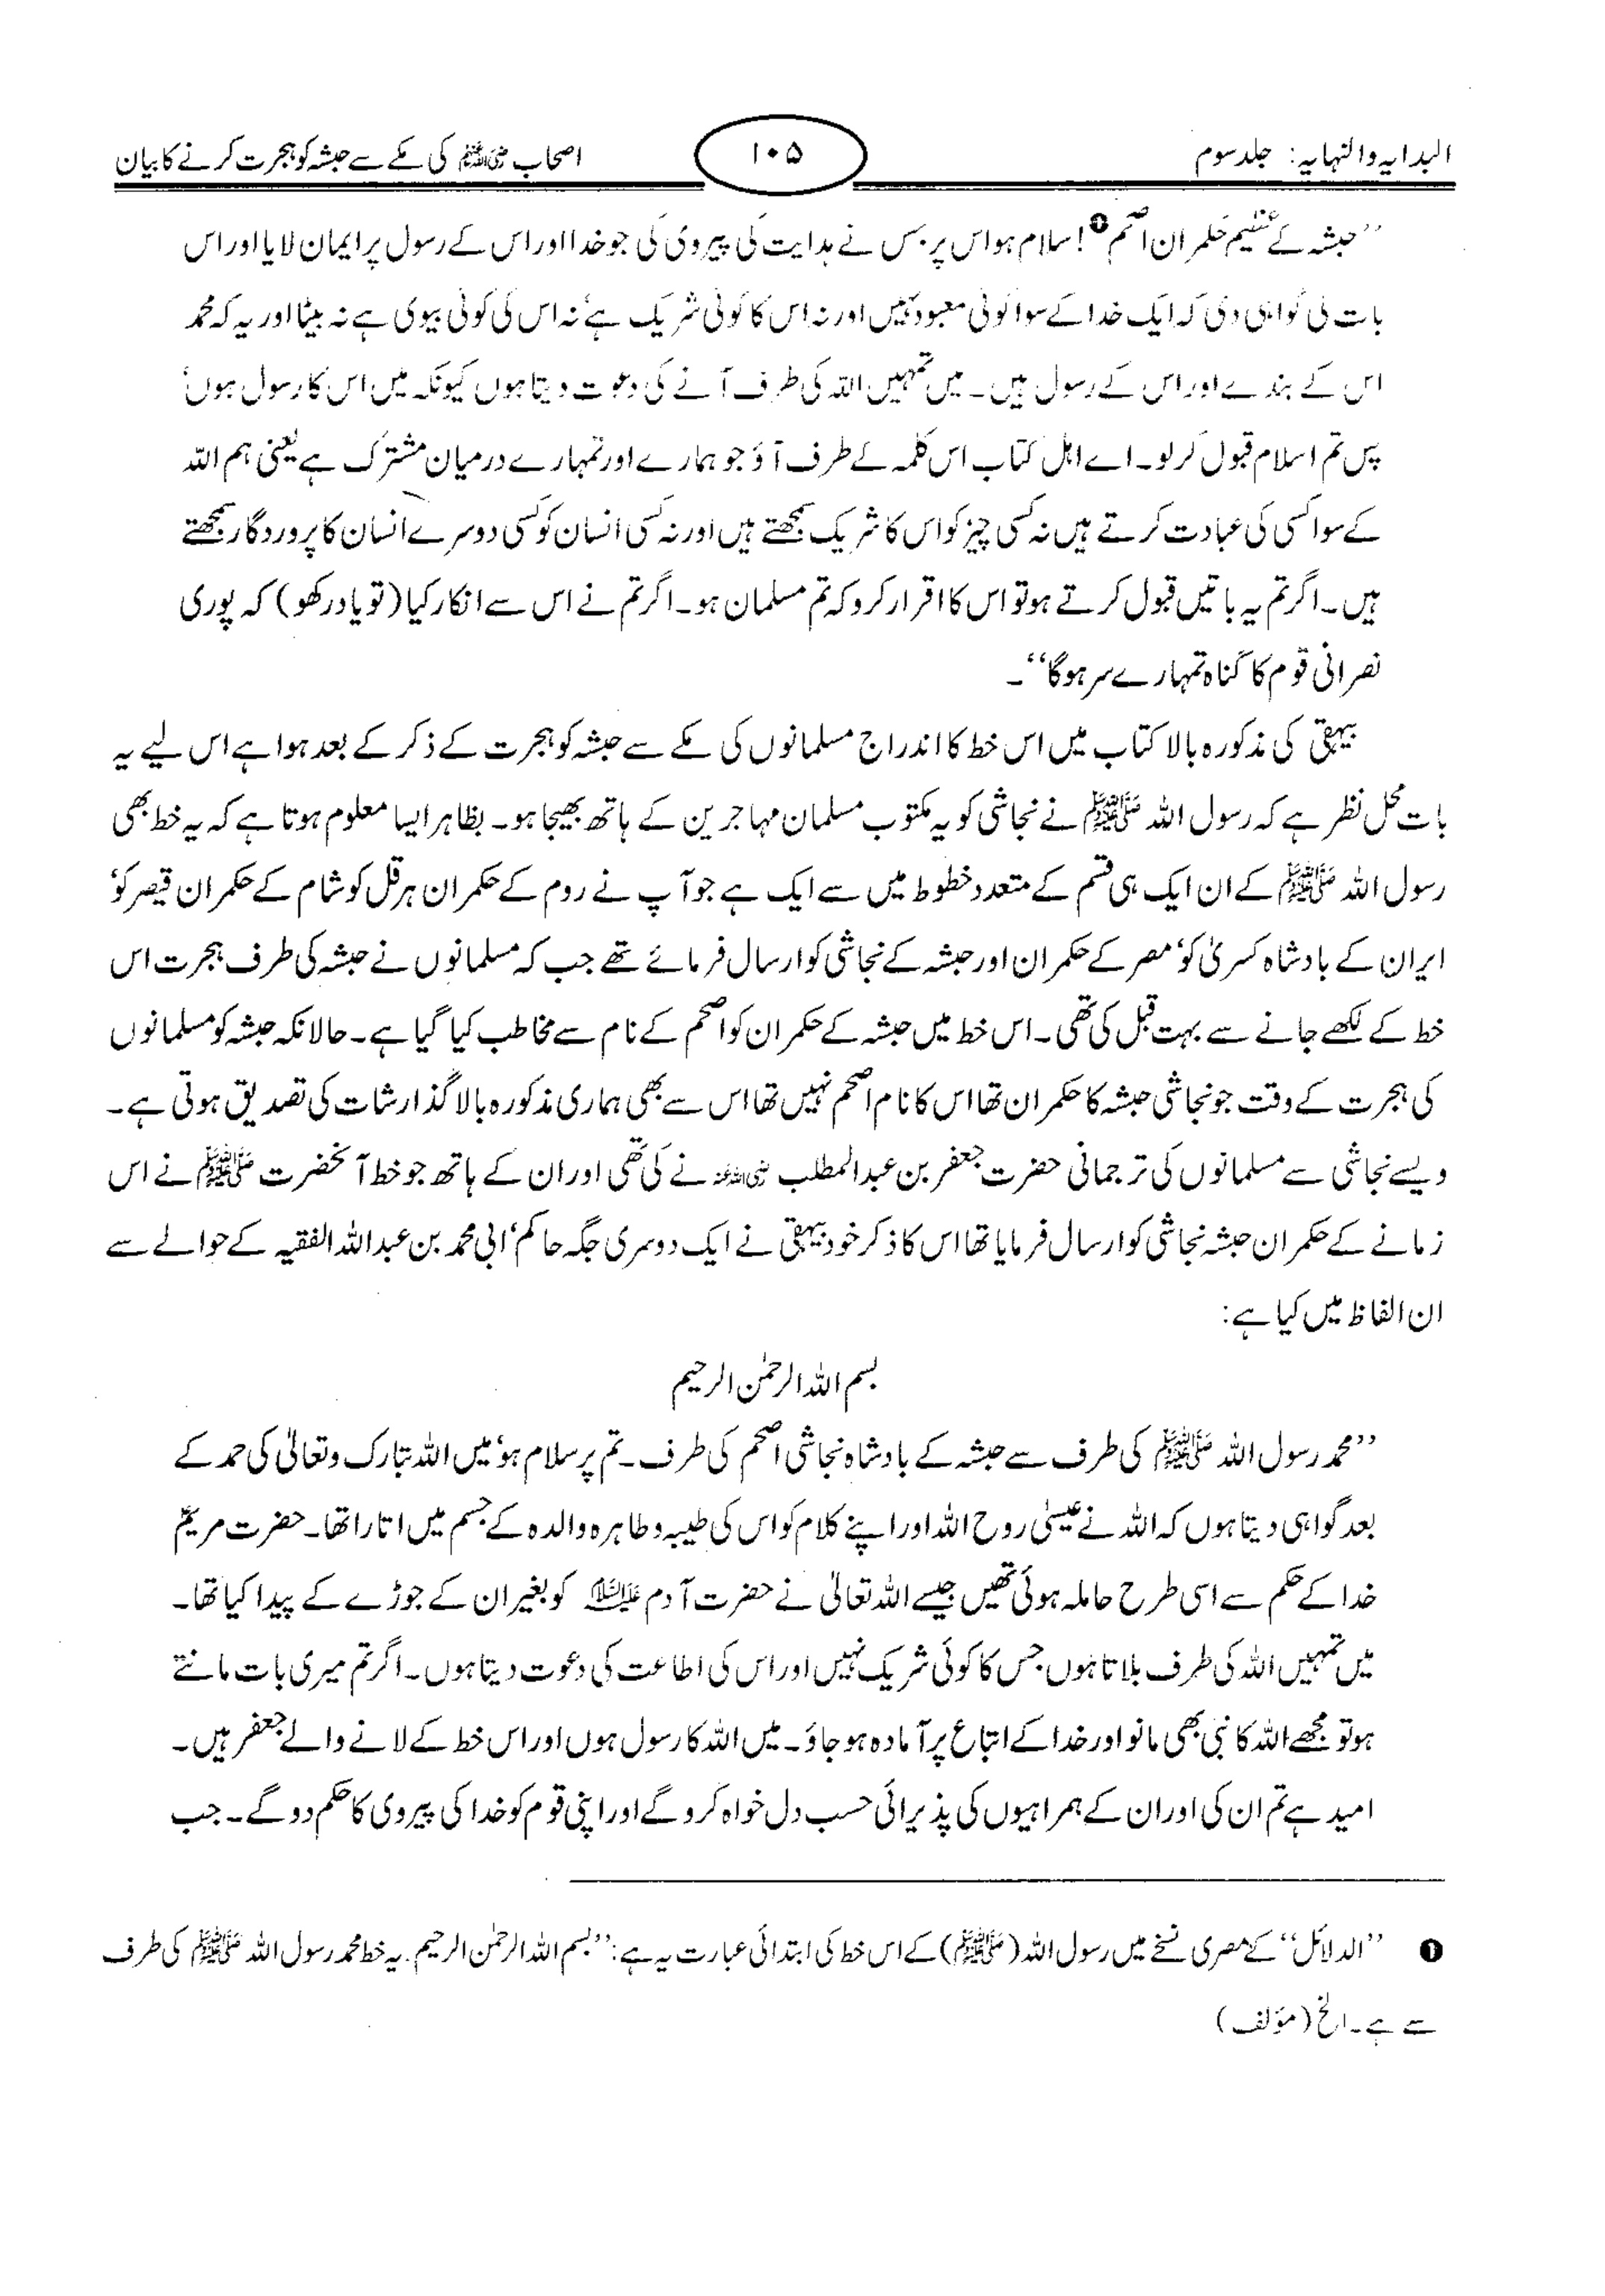 البدایہ والنہایہ: جلد سوم
۱۰۵
اصحاب رضی اللہ عنہم کی مکے سے حبشہ کو ہجرت کرنے کا بیان
’’حبشہ کے عظیم حکمران اصحم❶! سلام ہو اس پر جس نے ہدایت کی پیروی کی جو خدا اور اس کے رسول پر ایمان لایا اور اس
بات کی گواہی دی کہ ایک خدا کے سوا کوئی معبود نہیں اور نہ اس کا کوئی شریک ہے‘ نہ اس کی کوئی بیوی ہے نہ بیٹا اور یہ کہ محمد
اس کے بندے اور اس کے رسول ہیں۔ میں تمہیں اللہ کی طرف آنے کی دعوت دیتا ہوں کیونکہ میں اس کا رسول ہوں‘
پس تم اسلام قبول کر لو۔ اے اہل کتاب اس کلمہ کے طرف آؤ جو ہمارے اور تمہارے درمیان مشترک ہے یعنی ہم اللہ
کے سوا کسی کی عبادت کرتے ہیں نہ کسی چیز کو اس کا شریک سمجھتے ہیں اور نہ کسی انسان کو کسی دوسرے انسان کا پروردگار سمجھتے
ہیں۔ اگر تم یہ باتیں قبول کرتے ہو تو اس کا اقرار کرو کہ تم مسلمان ہو۔ اگر تم نے اس سے انکار کیا (تو یاد رکھو) کہ پوری
نصرانی قوم کا گناہ تمہارے سر ہوگا‘‘۔
بیہقی کی مذکورہ بالا کتاب میں اس خط کا اندراج مسلمانوں کی مکے سے حبشہ کو ہجرت کے ذکر کے بعد ہوا ہے اس لیے یہ
بات محل نظر ہے کہ رسول اللہ ﷺ نے نجاشی کو یہ مکتوب مسلمان مہاجرین کے ہاتھ بھیجا ہو۔ بظاہر ایسا معلوم ہوتا ہے کہ یہ خط بھی
رسول اللہ ﷺ کے ان ایک ہی قسم کے متعدد خطوط میں سے ایک ہے جو آپ نے روم کے حکمران ہرقل کو شام کے حکمران قیصر کو‘
ایران کے بادشاہ کسریٰ کو‘ مصر کے حکمران اور حبشہ کے نجاشی کو ارسال فرمائے تھے جب کہ مسلمانوں نے حبشہ کی طرف ہجرت اس
خط کے لکھے جانے سے بہت قبل کی تھی۔ اس خط میں حبشہ کے حکمران کو اصحم کے نام سے مخاطب کیا گیا ہے۔ حالانکہ حبشہ کو مسلمانوں
کی ہجرت کے وقت جو نجاشی حبشہ کا حکمران تھا اس کا نام اصحم نہیں تھا اس سے بھی ہماری مذکورہ بالا گذارشات کی تصدیق ہوتی ہے۔
ویسے نجاشی سے مسلمانوں کی ترجمانی حضرت جعفر بن عبدالمطلب رضی اللہ عنہ نے کی تھی اور ان کے ہاتھ جو خط آنحضرت ﷺ نے اس
زمانے کے حکمران حبشہ نجاشی کو ارسال فرمایا تھا اس کا ذکر خود بیہقی نے ایک دوسری جگہ حاکم‘ ابی محمد بن عبداللہ الفقیہ کے حوالے سے
ان الفاظ میں کیا ہے:
بسم اللہ الرحمٰن الرحیم
’’محمد رسول اللہ ﷺ کی طرف سے حبشہ کے بادشاہ نجاشی اصحم کی طرف۔ تم پر سلام ہو‘ میں اللہ تبارک و تعالیٰ کی حمد کے
بعد گواہی دیتا ہوں کہ اللہ نے عیسیٰ روح اللہ اور اپنے کلام کو اس کی طیبہ و طاہرہ والدہ کے جسم میں اتارا تھا۔ حضرت مریمؑ
خدا کے حکم سے اسی طرح حاملہ ہوئی تھیں جیسے اللہ تعالیٰ نے حضرت آدم علیہ السلام کو بغیر ان کے جوڑے کے پیدا کیا تھا۔
میں تمہیں اللہ کی طرف بلاتا ہوں جس کا کوئی شریک نہیں اور اس کی اطاعت کی دعوت دیتا ہوں۔ اگر تم میری بات مانتے
ہو تو مجھے اللہ کا نبی بھی مانو اور خدا کے اتباع پر آمادہ ہو جاؤ۔ میں اللہ کا رسول ہوں اور اس خط کے لانے والے جعفر ہیں۔
امید ہے تم ان کی اور ان کے ہمراہیوں کی پذیرائی حسب دل خواہ کرو گے اور اپنی قوم کو خدا کی پیروی کا حکم دو گے۔ جب
❶ ’’الدلائل‘‘ کے مصری نسخے میں رسول اللہ (ﷺ) کے اس خط کی ابتدائی عبارت یہ ہے: ’’بسم اللہ الرحمٰن الرحیم. یہ خط محمد رسول اللہ ﷺ کی طرف
سے ہے۔ الخ (مؤلف)